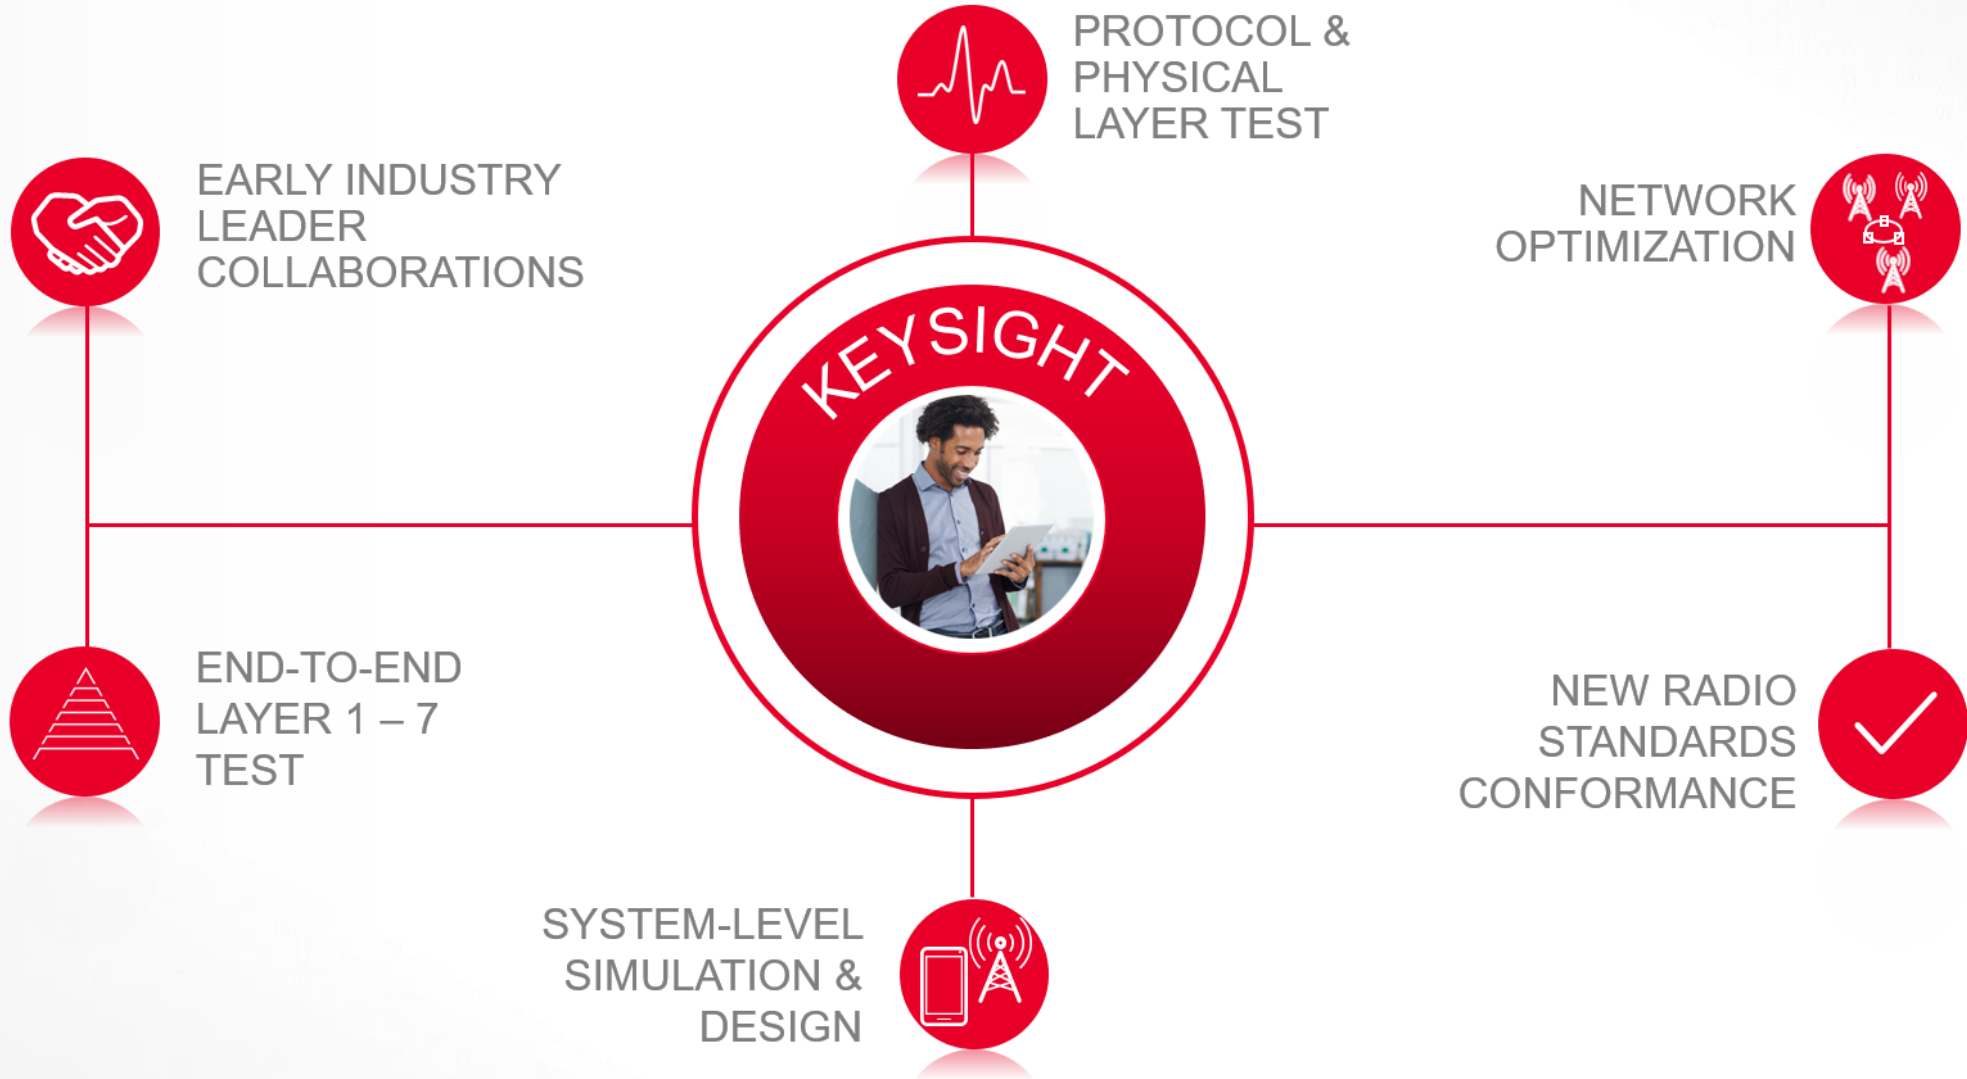 PROTOCOL &
PHYSICAL
LAYER TEST
EARLY INDUSTRY
LEADER
COLLABORATIONS
NETWORK
OPTIMIZATION
KEYSIGHT
END-TO-END
LAYER 1 – 7
TEST
NEW RADIO
STANDARDS
CONFORMANCE
SYSTEM-LEVEL
SIMULATION &
DESIGN